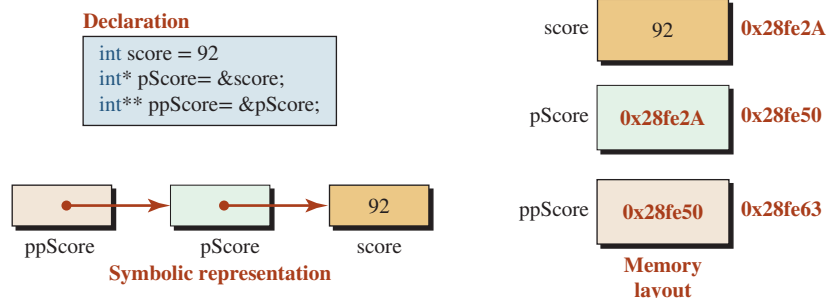 Declaration
int score = 92
int* pScore= &score;
int** ppScore= &pScore;
ppScore
pScore
92
score
Symbolic representation
score 92 0x28fe2A
pScore 0x28fe2A 0x28fe50
ppScore 0x28fe50 0x28fe63
Memory
layout